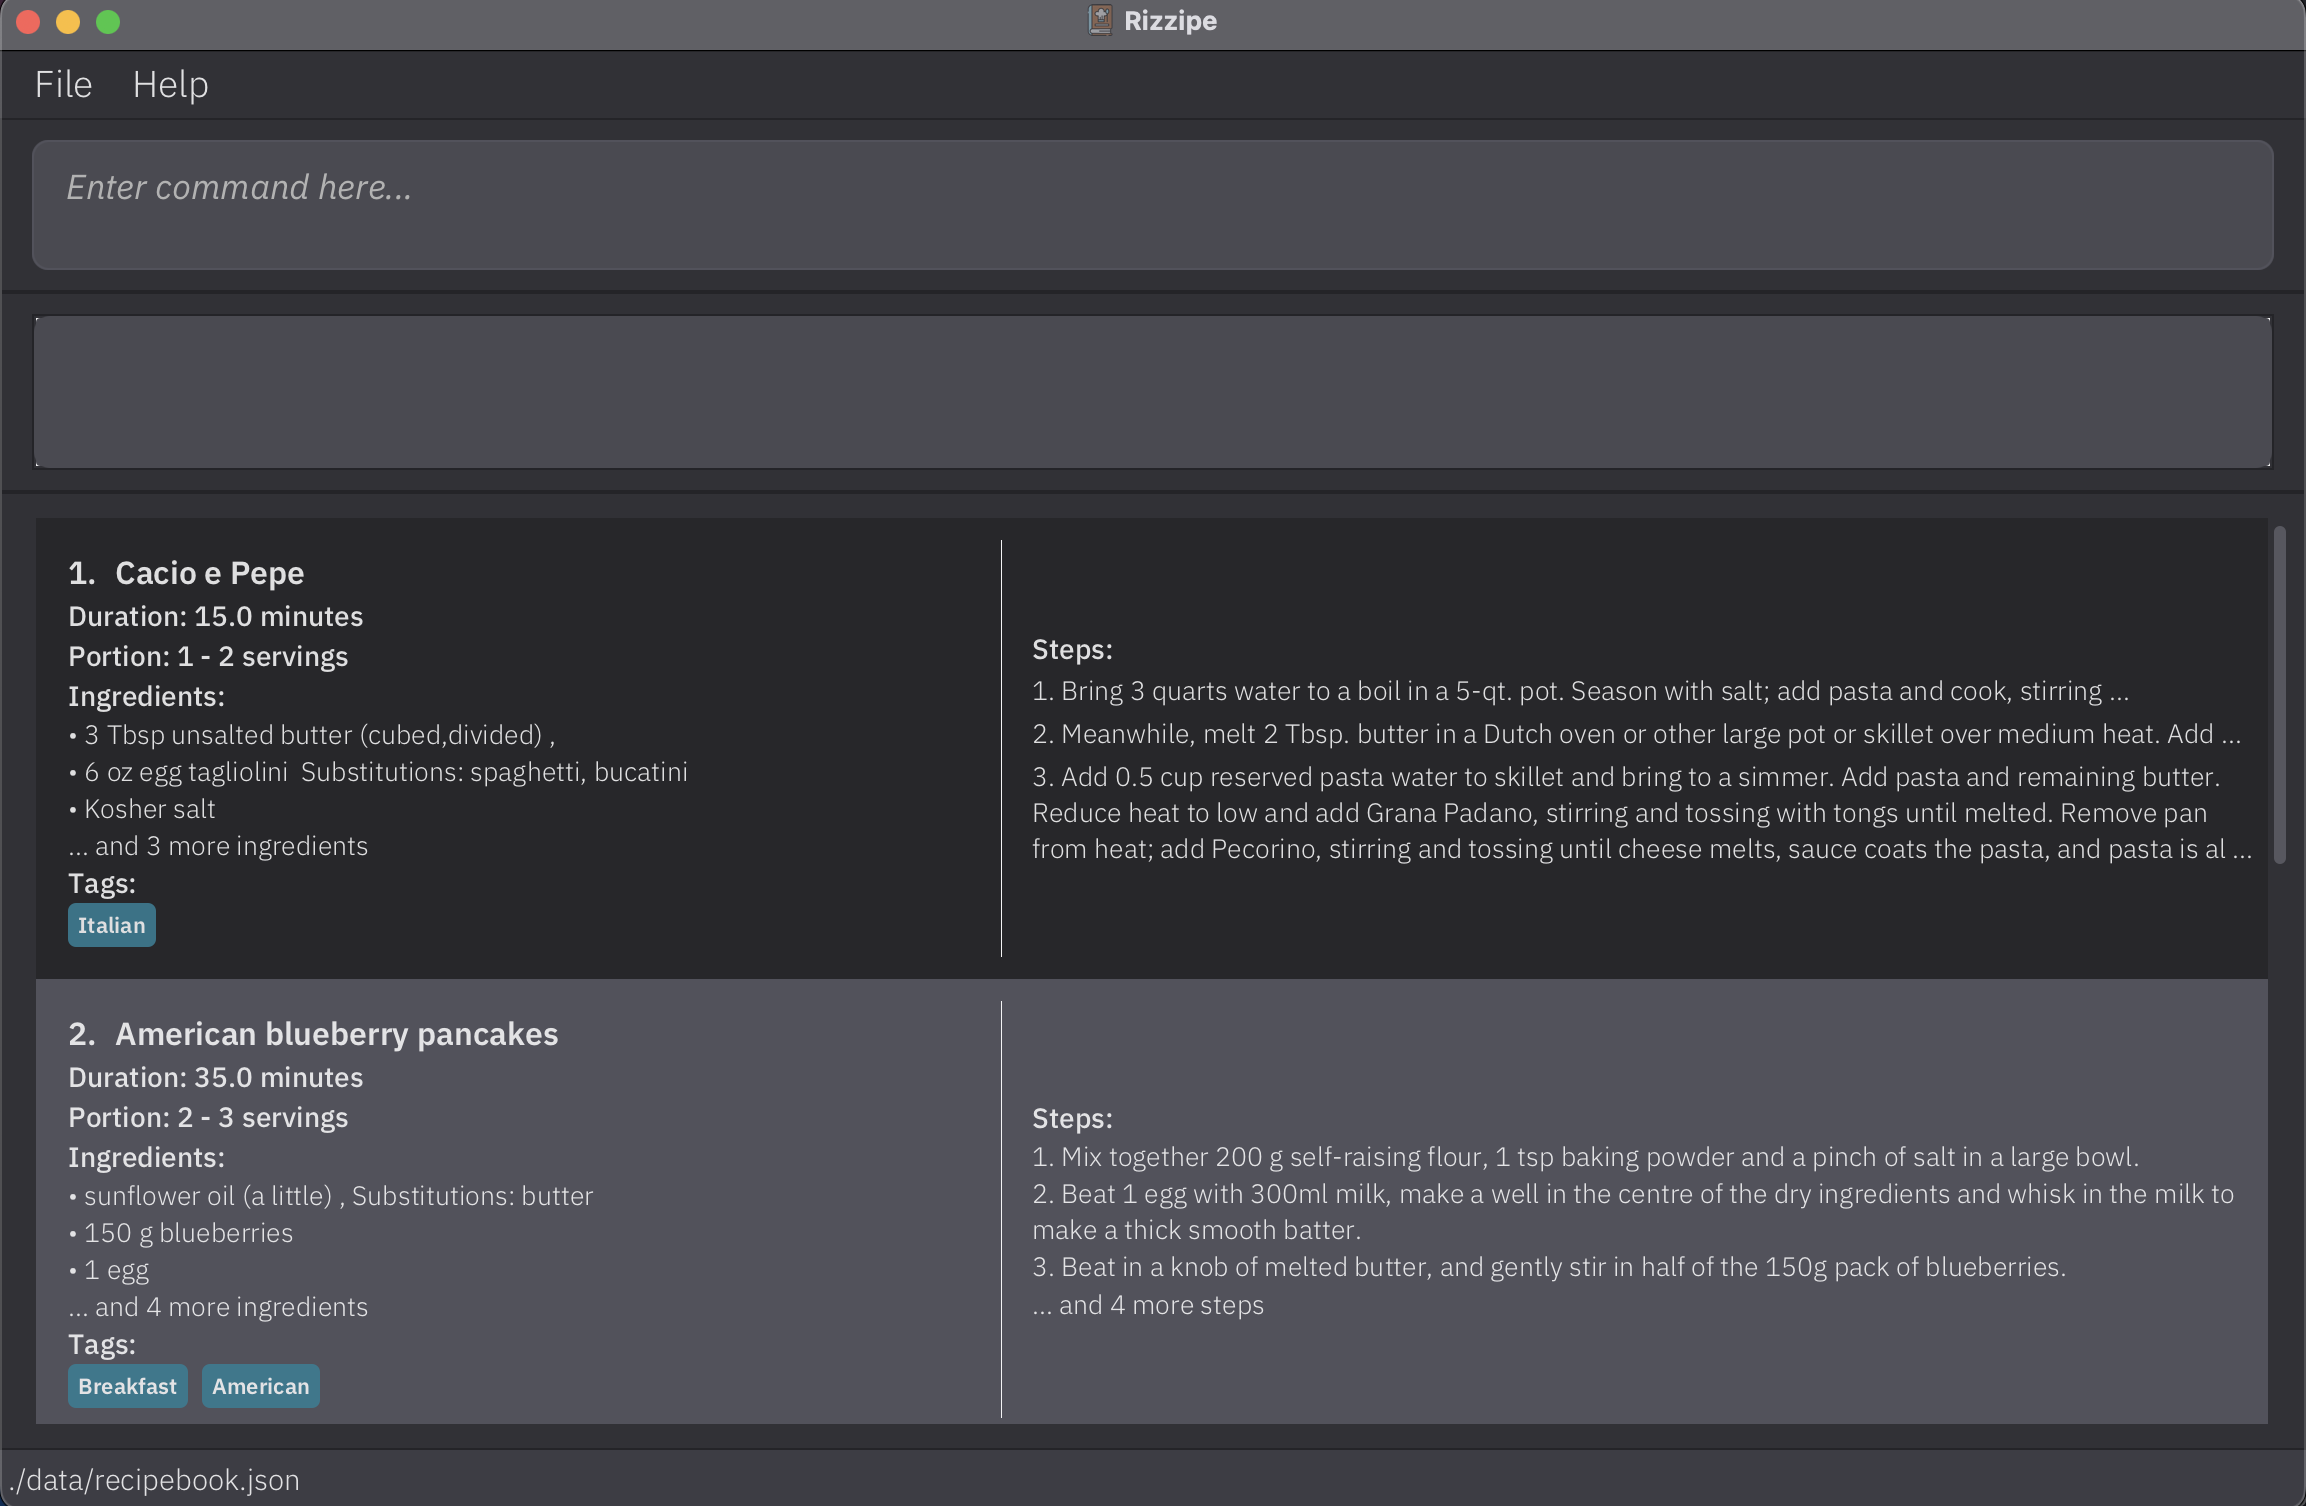 Rizzipe
File Help
Enter command here...
1. Cacio e Pepe
Duration: 15.0 minutes
Portion: 1 - 2 servings
Ingredients:
• 3 Tbsp unsalted butter (cubed,divided) ,
• 6 oz egg tagliolini  Substitutions: spaghetti, bucatini
• Kosher salt
... and 3 more ingredients
Tags:
Italian
Steps:
1. Bring 3 quarts water to a boil in a 5-qt. pot. Season with salt; add pasta and cook, stirring ...
2. Meanwhile, melt 2 Tbsp. butter in a Dutch oven or other large pot or skillet over medium heat. Add ...
3. Add 0.5 cup reserved pasta water to skillet and bring to a simmer. Add pasta and remaining butter.
Reduce heat to low and add Grana Padano, stirring and tossing with tongs until melted. Remove pan
from heat; add Pecorino, stirring and tossing until cheese melts, sauce coats the pasta, and pasta is al ...
2. American blueberry pancakes
Duration: 35.0 minutes
Portion: 2 - 3 servings
Ingredients:
• sunflower oil (a little) , Substitutions: butter
• 150 g blueberries
• 1 egg
... and 4 more ingredients
Tags:
Breakfast American
Steps:
1. Mix together 200 g self-raising flour, 1 tsp baking powder and a pinch of salt in a large bowl.
2. Beat 1 egg with 300ml milk, make a well in the centre of the dry ingredients and whisk in the milk to
make a thick smooth batter.
3. Beat in a knob of melted butter, and gently stir in half of the 150g pack of blueberries.
... and 4 more steps
./data/recipebook.json